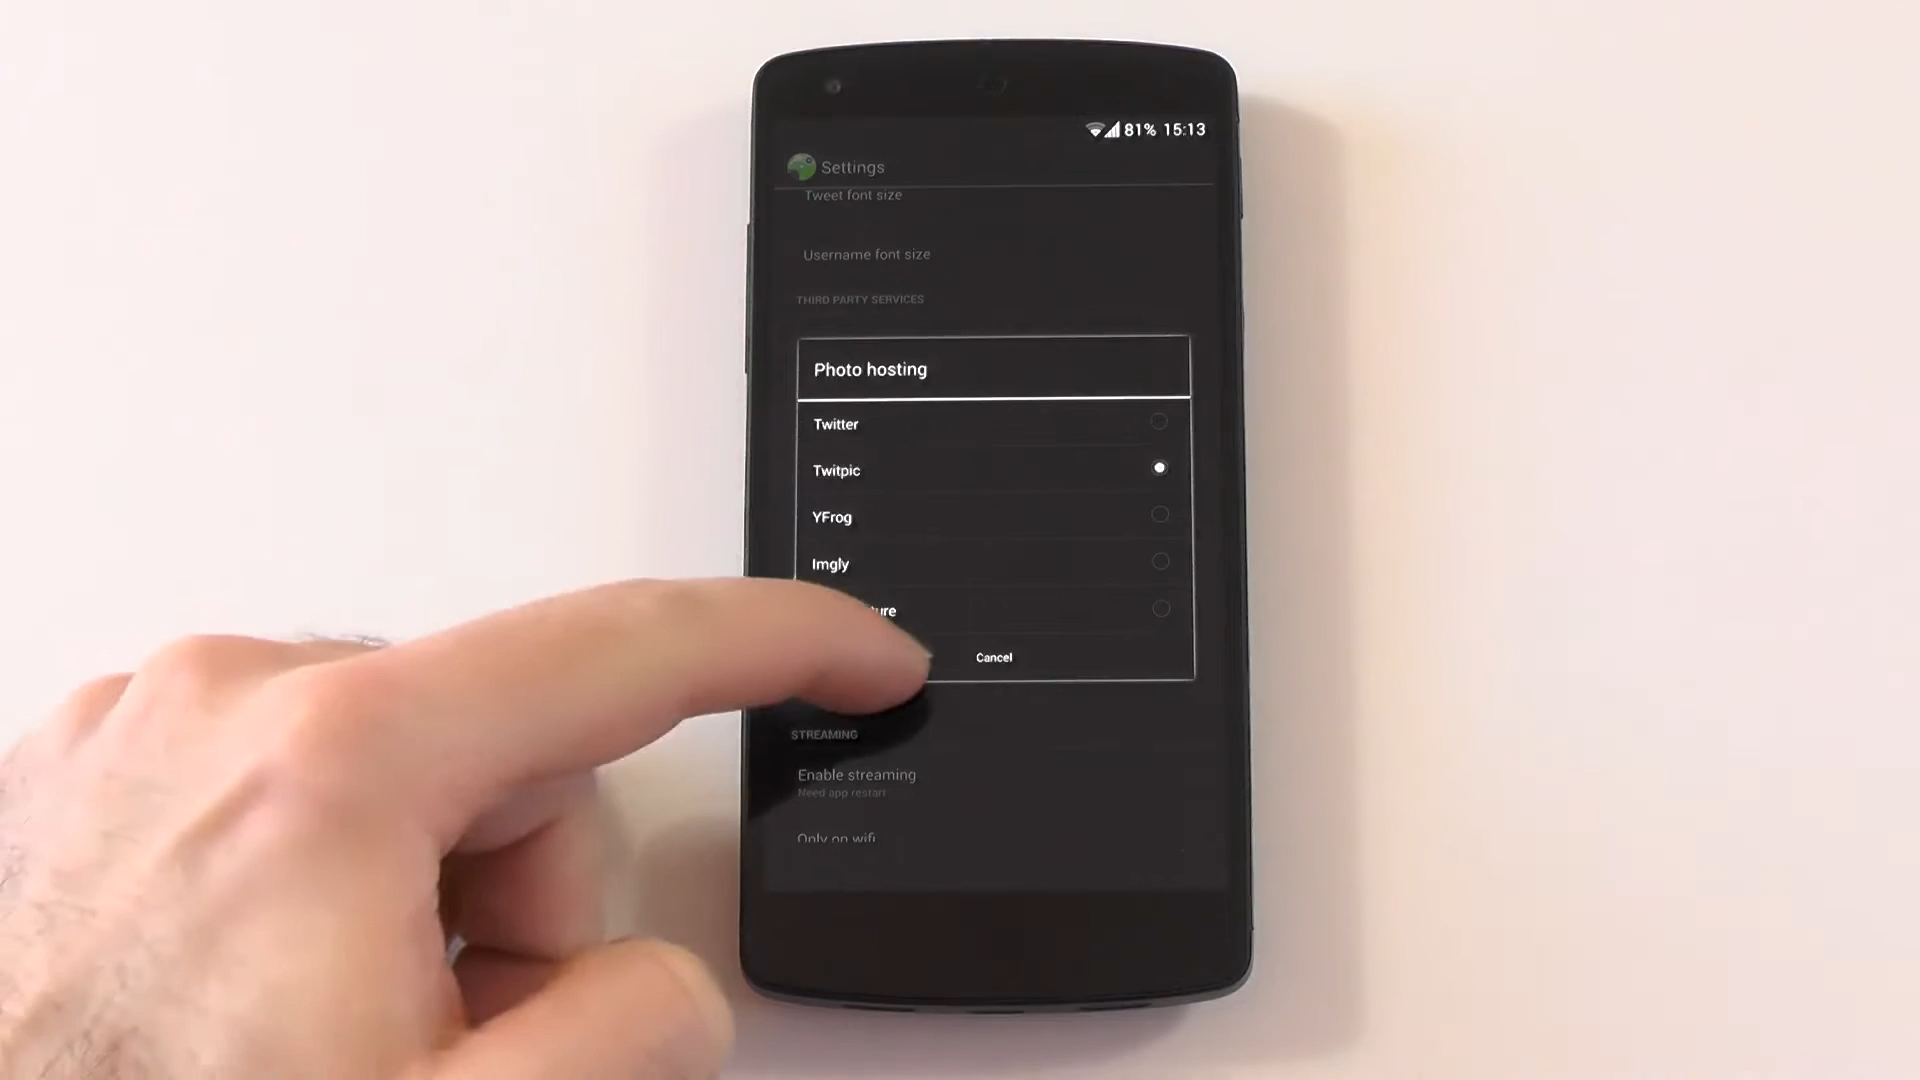 81% 15:13
Settings
Tweet font size
Username font size
THIRD PARTY SERVICES
Photo hosting
Twitter
Twitpic
YFrog
Imgly
Cancel
STREAMING
Enable streaming
Need app restart
Only on wifi